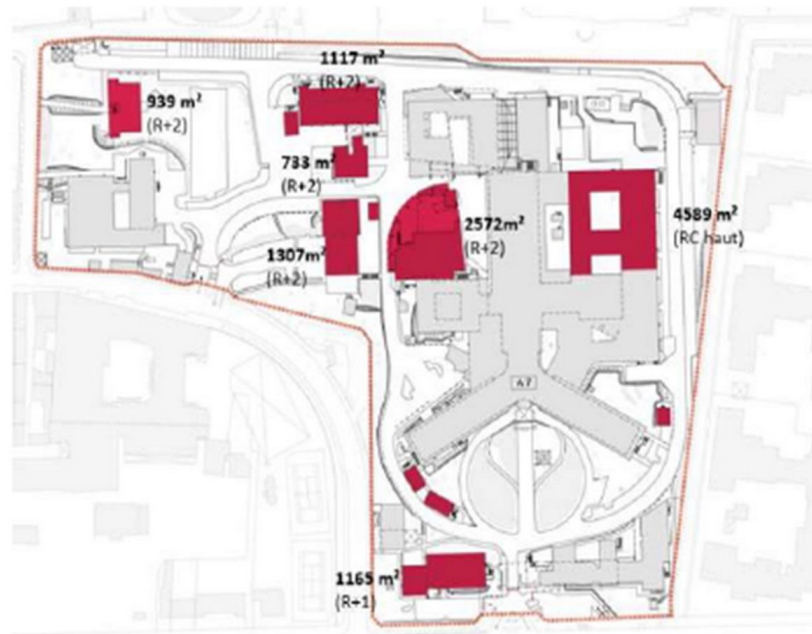 1117 m²
(R+2)
939 m²
(R+2)
733 m²
(R+2)
2572m²
(R+2)
4589 m²
(RC haut)
1307m²
(R+2)
A7
1165 m²
(R+1)